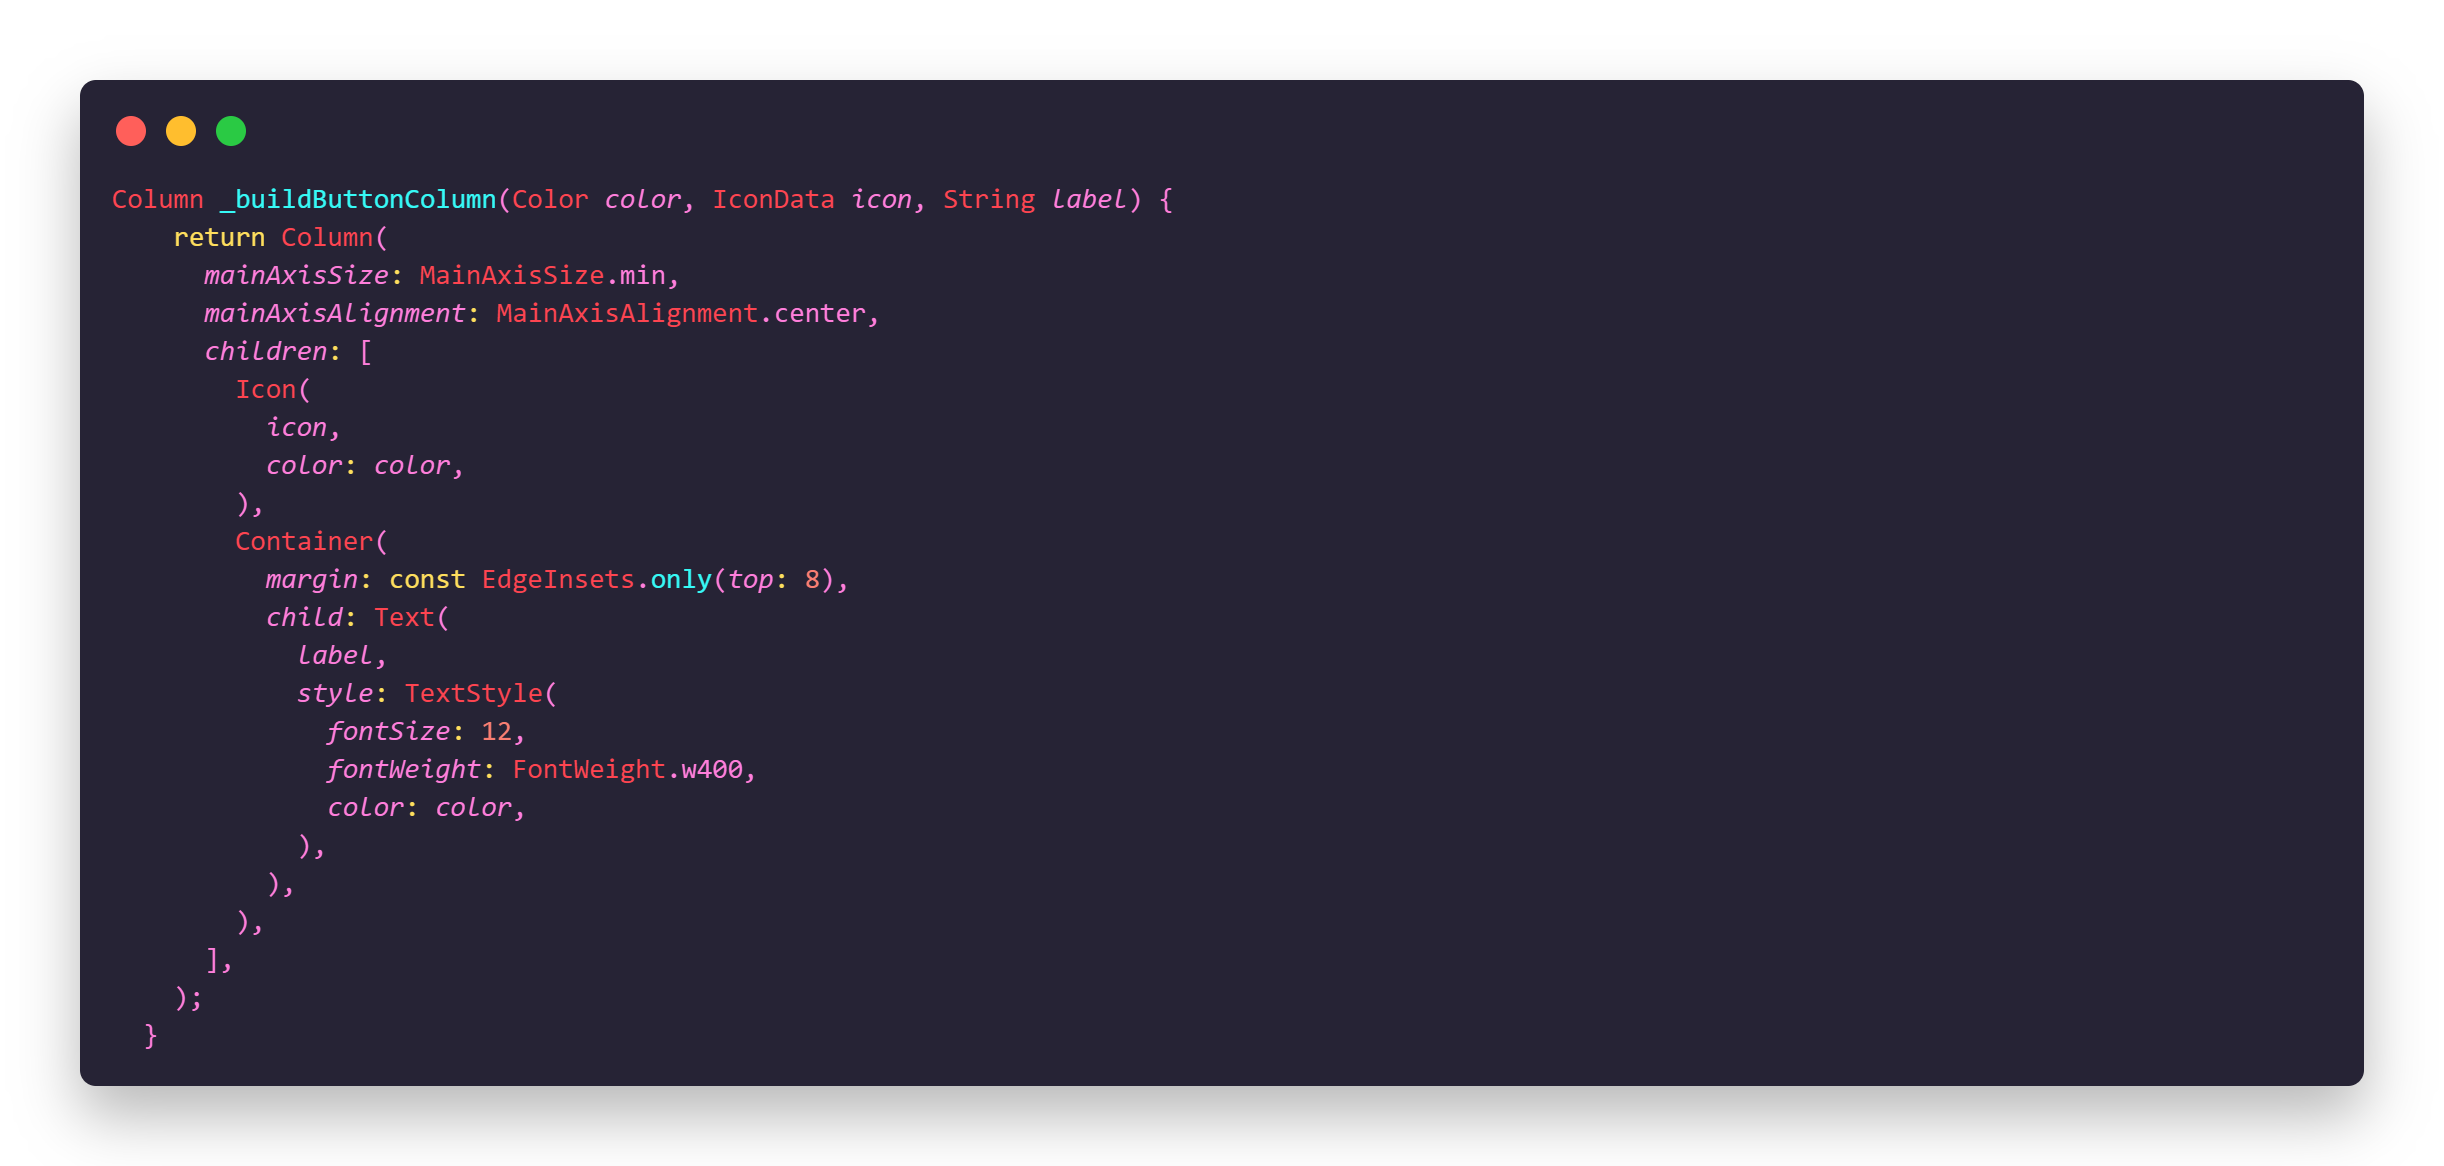 Column _buildButtonColumn(Color color, IconData icon, String label) {
    return Column(
      mainAxisSize: MainAxisSize.min,
      mainAxisAlignment: MainAxisAlignment.center,
      children: [
        Icon(
          icon,
          color: color,
        ),
        Container(
          margin: const EdgeInsets.only(top: 8),
          child: Text(
            label,
            style: TextStyle(
              fontSize: 12,
              fontWeight: FontWeight.w400,
              color: color,
            ),
          ),
        ),
      ],
    );
  }